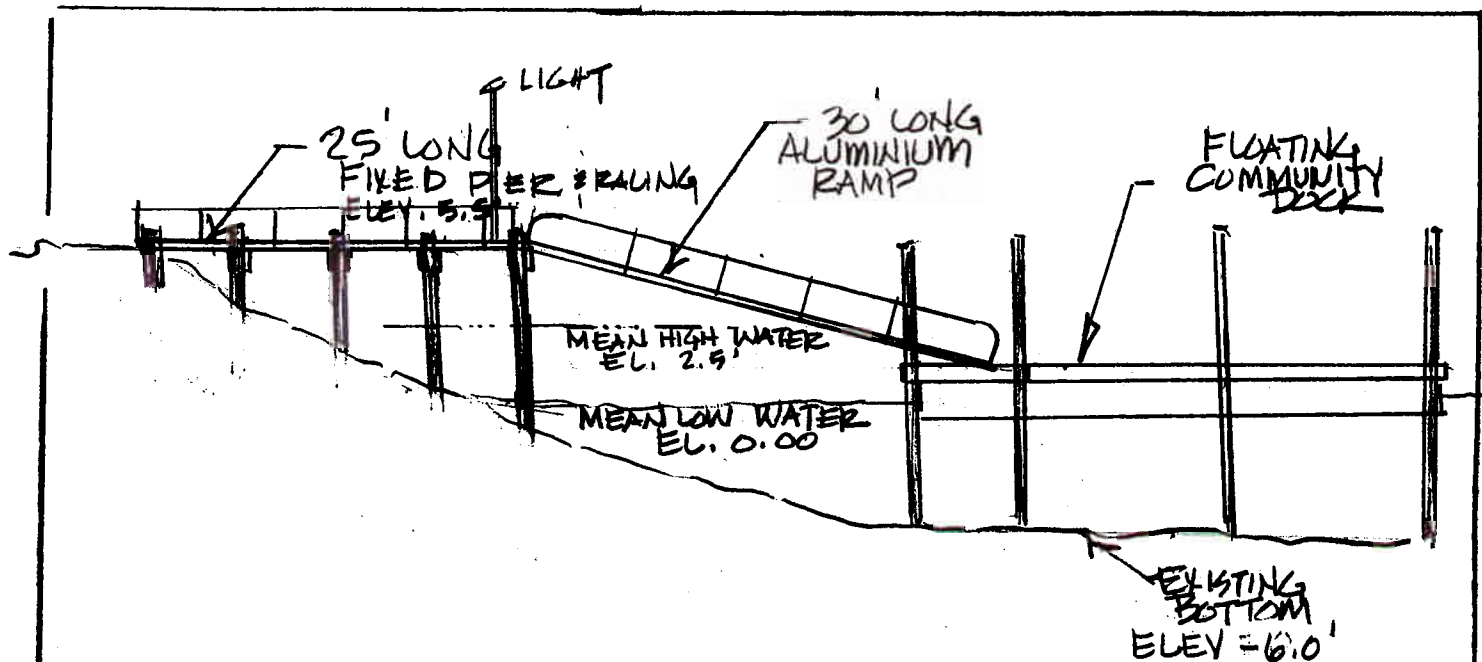 LIGHT
25' LONG
FIXED PIER & RALING
ELEV. 5.5'
30' LONG
ALUMINIUM
RAMP
FLOATING
COMMUNITY
DOCK
MEAN HIGH WATER
EL. 2.5'
MEAN LOW WATER
EL. 0.00
EXISTING
BOTTOM
ELEV -6.0'